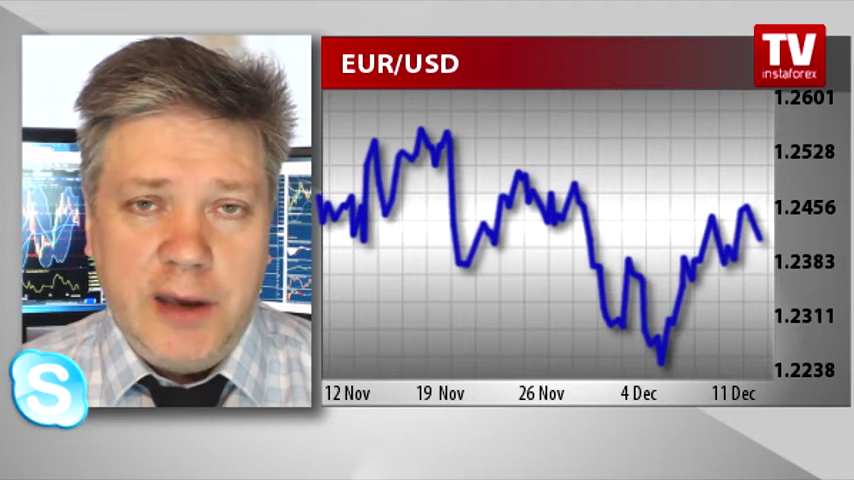 EUR/USD
TV
instaforex
1.2601
1.2528
1.2456
1.2383
1.2311
1.2238
12 Nov 19 Nov 26 Nov 4 Dec 11 Dec
S